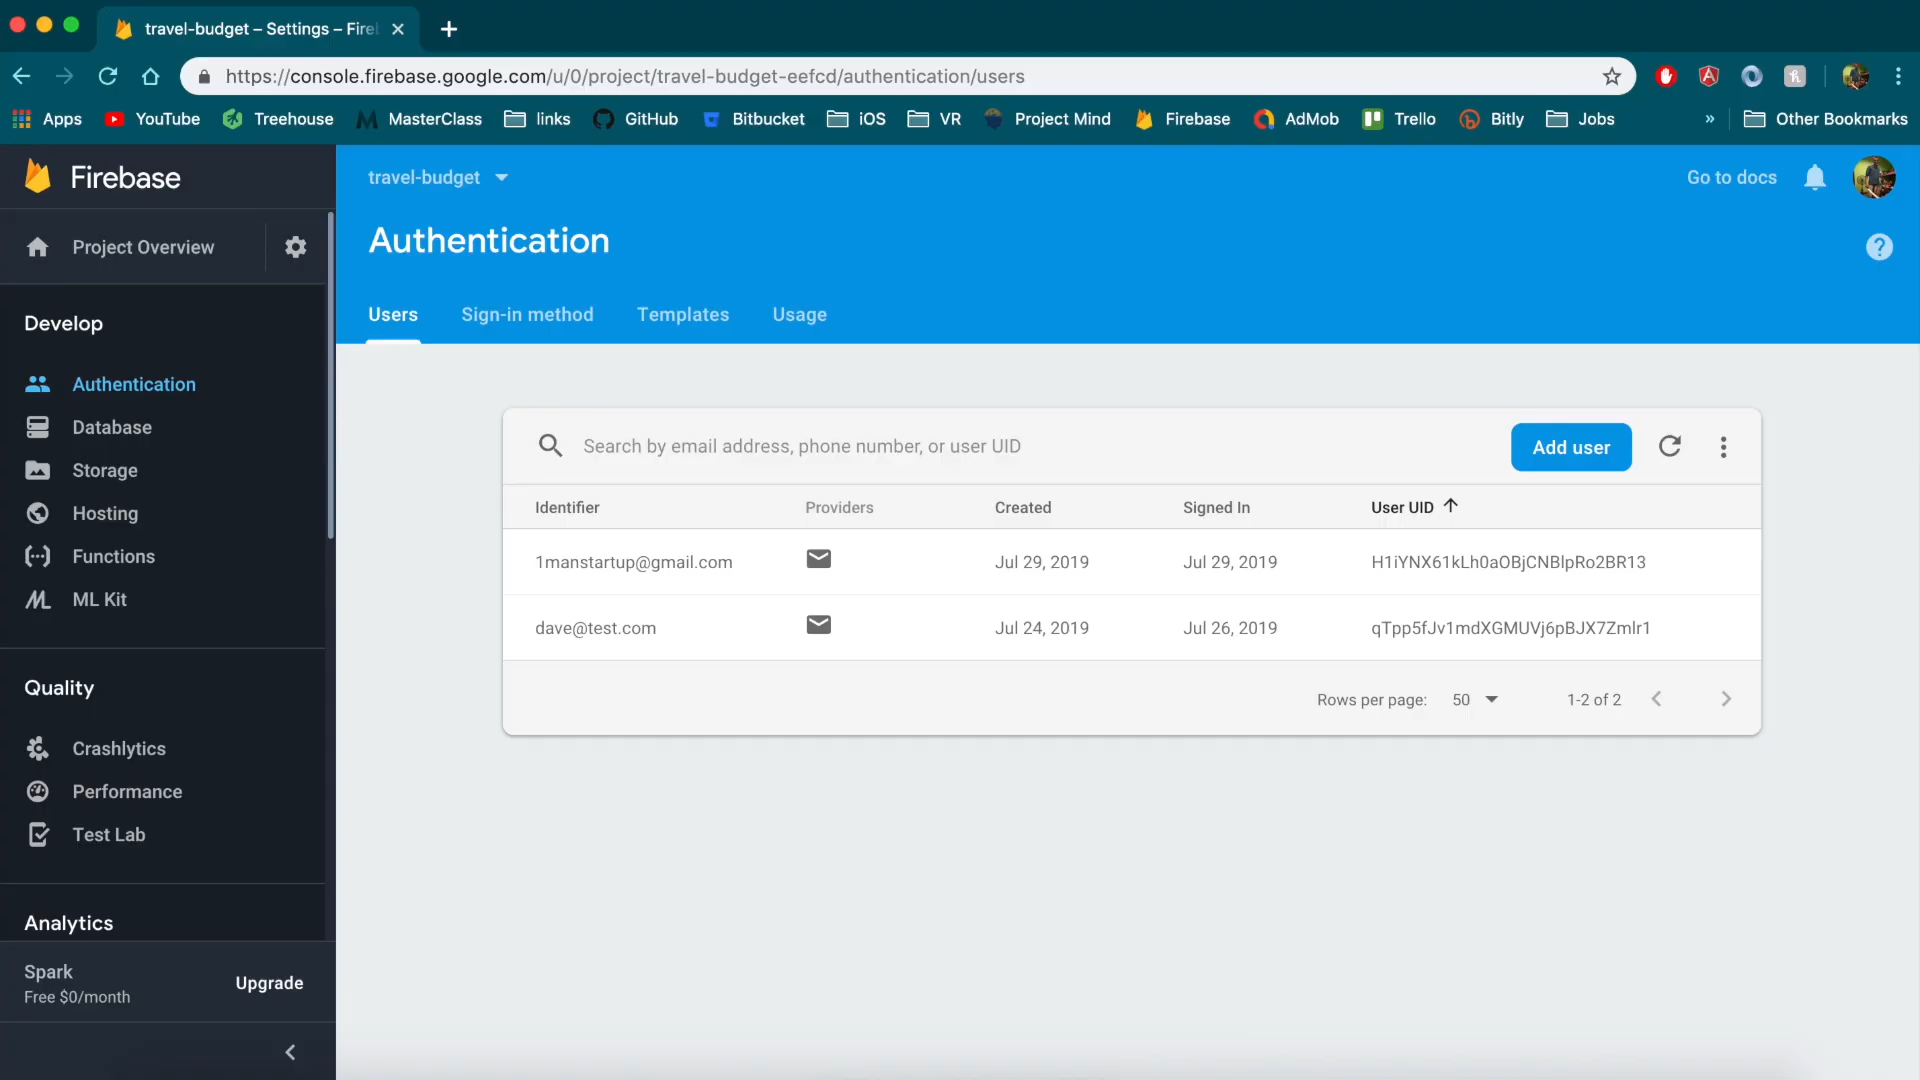 travel-budget – Settings – Fire
https://console.firebase.google.com/u/0/project/travel-budget-eefcd/authentication/users
Apps YouTube Treehouse MasterClass links GitHub Bitbucket iOS VR Project Mind Firebase AdMob Trello Bitly Jobs » Other Bookmarks
Firebase
travel-budget
Go to docs
Project Overview
Authentication
Users Sign-in method Templates Usage
Develop
Authentication
Database
Storage
Hosting
Functions
ML Kit
Quality
Crashlytics
Performance
Test Lab
Analytics
Spark
Free $0/month
Upgrade
Search by email address, phone number, or user UID
Add user
Identifier Providers Created Signed In User UID
1manstartup@gmail.com Jul 29, 2019 Jul 29, 2019 H1iYNX61kLh0aOBjCNBlpRo2BR13
dave@test.com Jul 24, 2019 Jul 26, 2019 qTpp5fJv1mdXGMUVj6pBJX7Zmlr1
Rows per page: 50 1-2 of 2